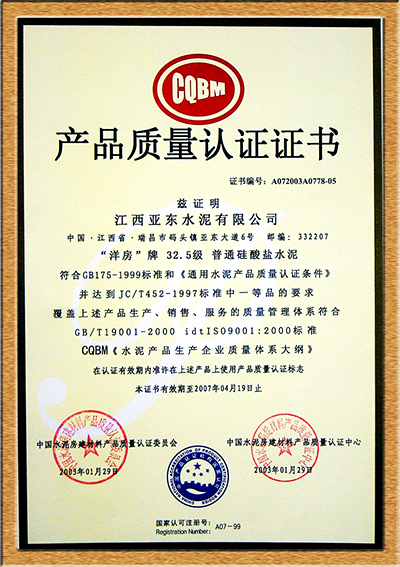 CQBM
产品质量认证证书
证书编号：A072003A0778-05
兹证明
江西亚东水泥有限公司
中国·江西省·瑞昌市码头镇亚东大道6号 邮编：332207
“洋房”牌 32.5级 普通硅酸盐水泥
符合GB175-1999标准和《通用水泥产品质量认证条件》
并达到JC/T452-1997标准中一等品的要求
覆盖上述产品生产、销售、服务的质量管理体系符合
GB/T19001-2000 idtISO9001:2000标准
CQBM《水泥产品生产企业质量体系大纲》
在认证有效期内准许在上述产品上使用产品质量认证标志
本证书有效期至2007年04月19日止
中国水泥房建材料产品质量认证委员会
2003年01月29日
中国水泥房建材料产品质量认证中心
2003年01月29日
国家认可注册号：
Registration Number:
A07-99